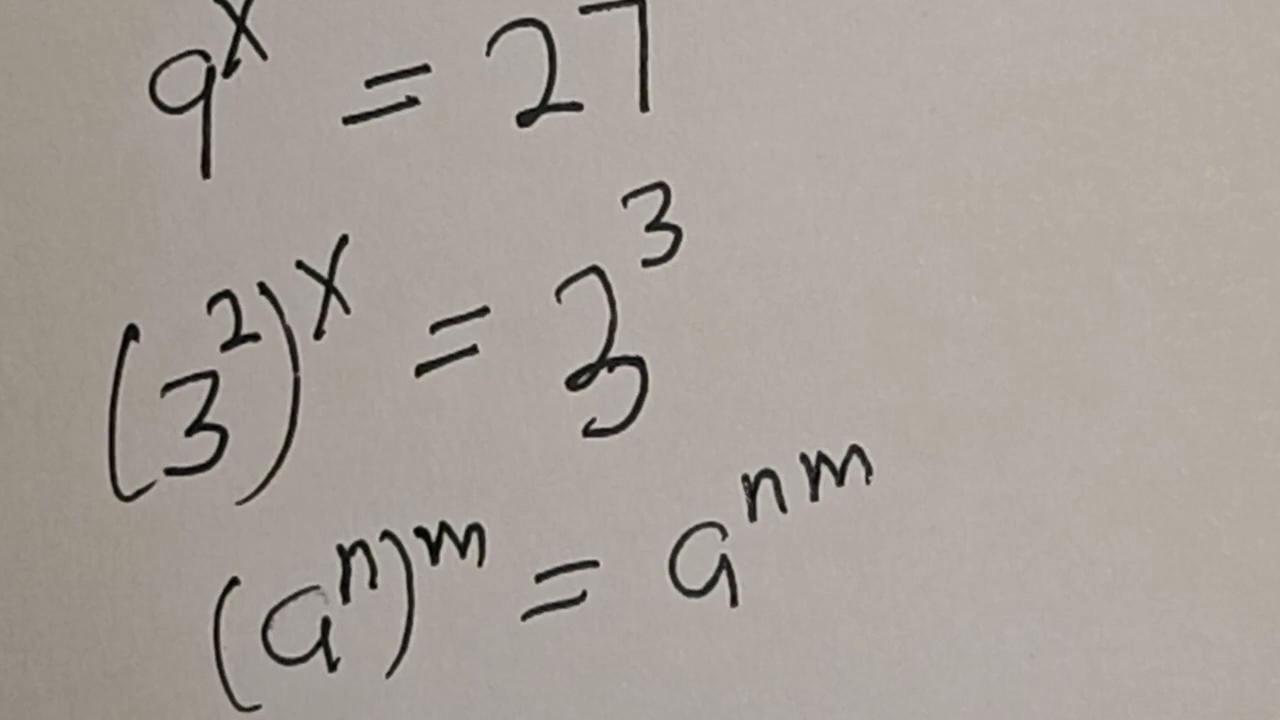 9^x = 27
(3^2)^x = 3^3
(a^n)^m = a^nm